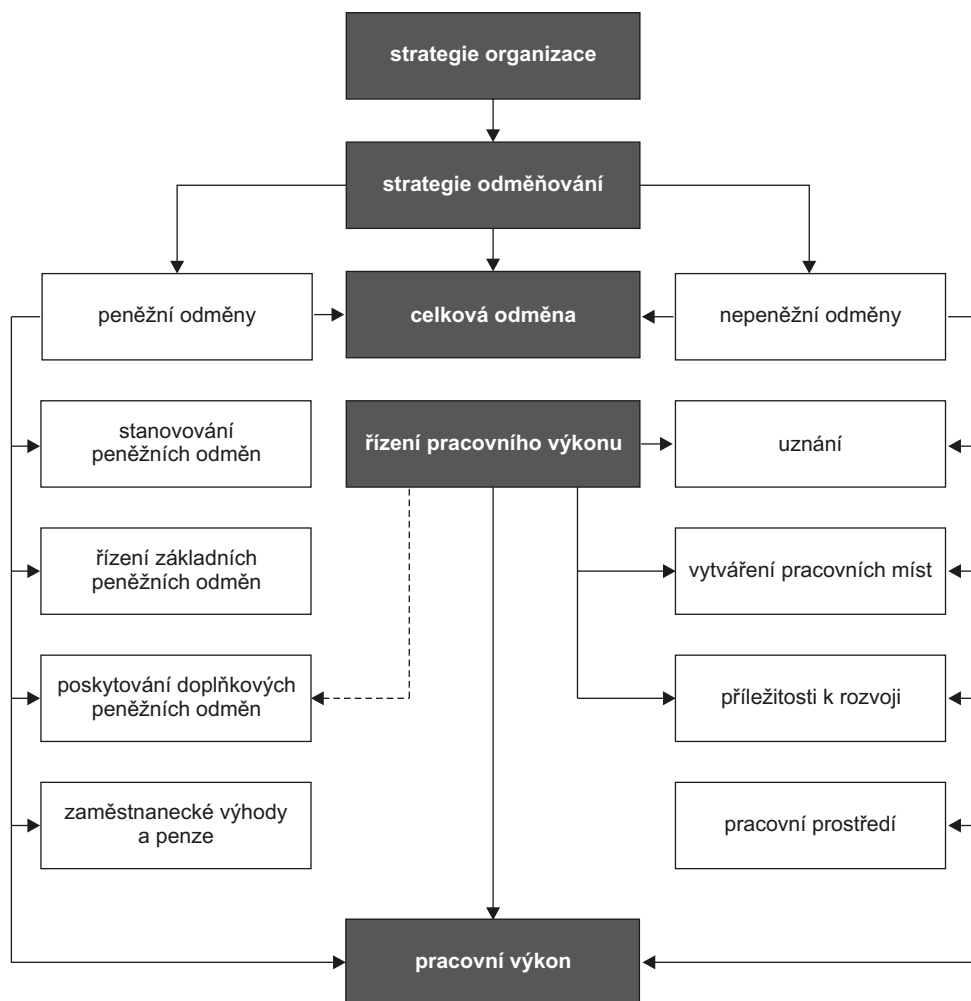 strategie organizace
strategie odměňování
peněžní odměny
celková odměna
nepeněžní odměny
stanovování
peněžních odměn
řízení pracovního výkonu
uznání
řízení základních
peněžních odměn
vytváření pracovních míst
poskytování doplňkových
peněžních odměn
příležitosti k rozvoji
zaměstnanecké výhody
a penze
pracovní prostředí
pracovní výkon